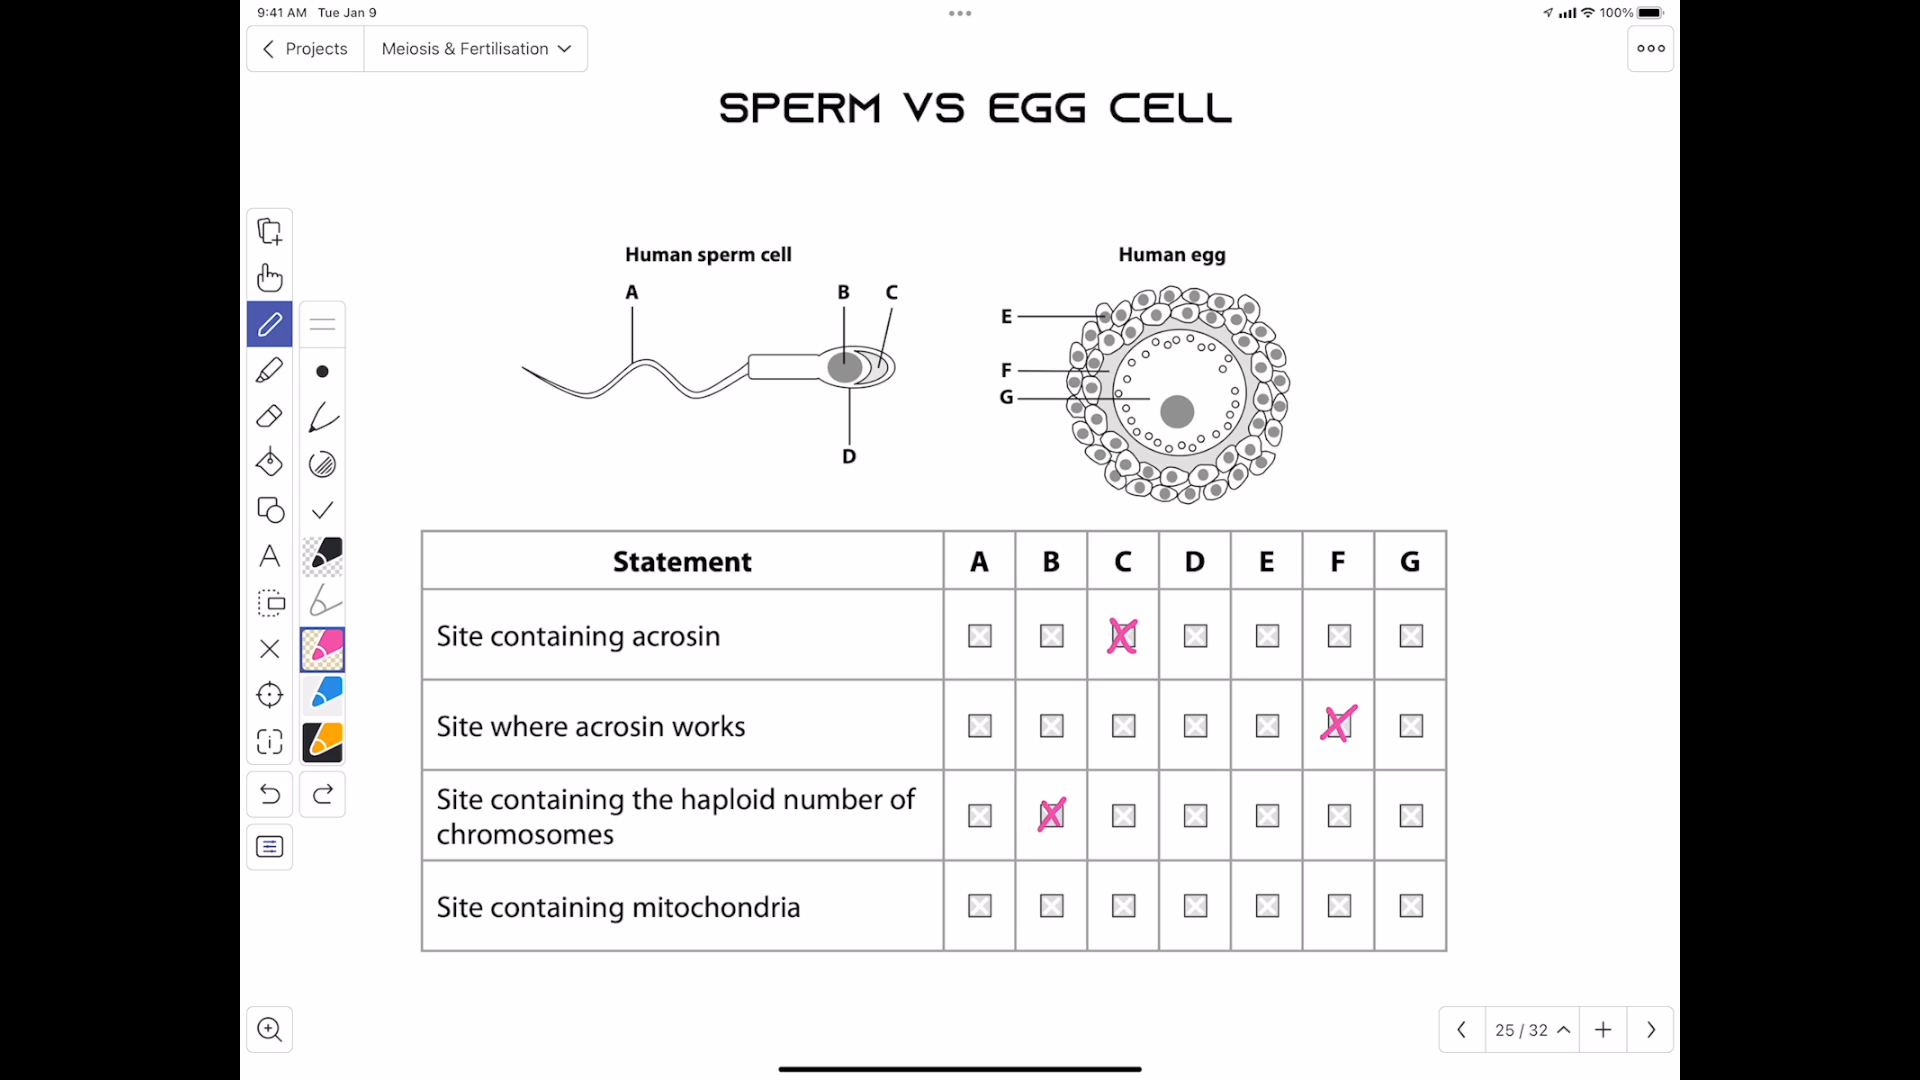 9:41 AM Tue Jan 9
100%
Projects
Meiosis & Fertilisation
SPERM VS EGG CELL
Human sperm cell
Human egg
A
B
C
D
E
F
G
Statement A B C D E F G
Site containing acrosin
Site where acrosin works
Site containing the haploid number of
chromosomes
Site containing mitochondria
25 / 32